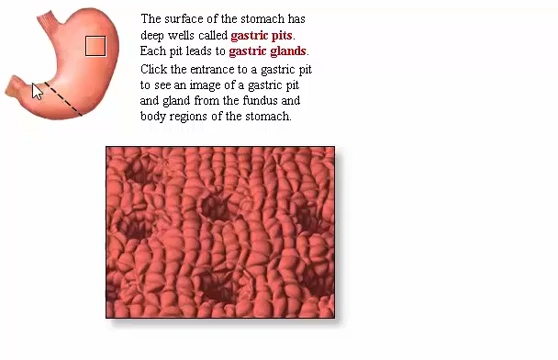 The surface of the stomach has
deep wells called gastric pits.
Each pit leads to gastric glands.
Click the entrance to a gastric pit
to see an image of a gastric pit
and gland from the fundus and
body regions of the stomach.